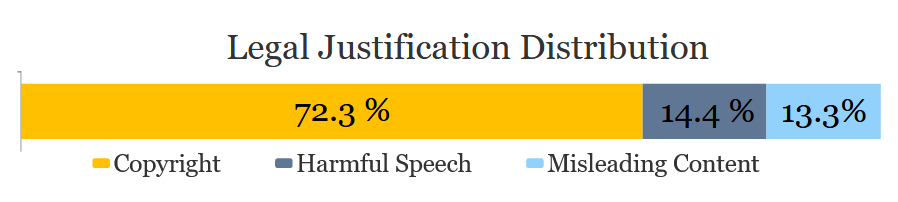 Legal Justification Distribution
72.3 % 14.4 % 13.3%
Copyright Harmful Speech Misleading Content